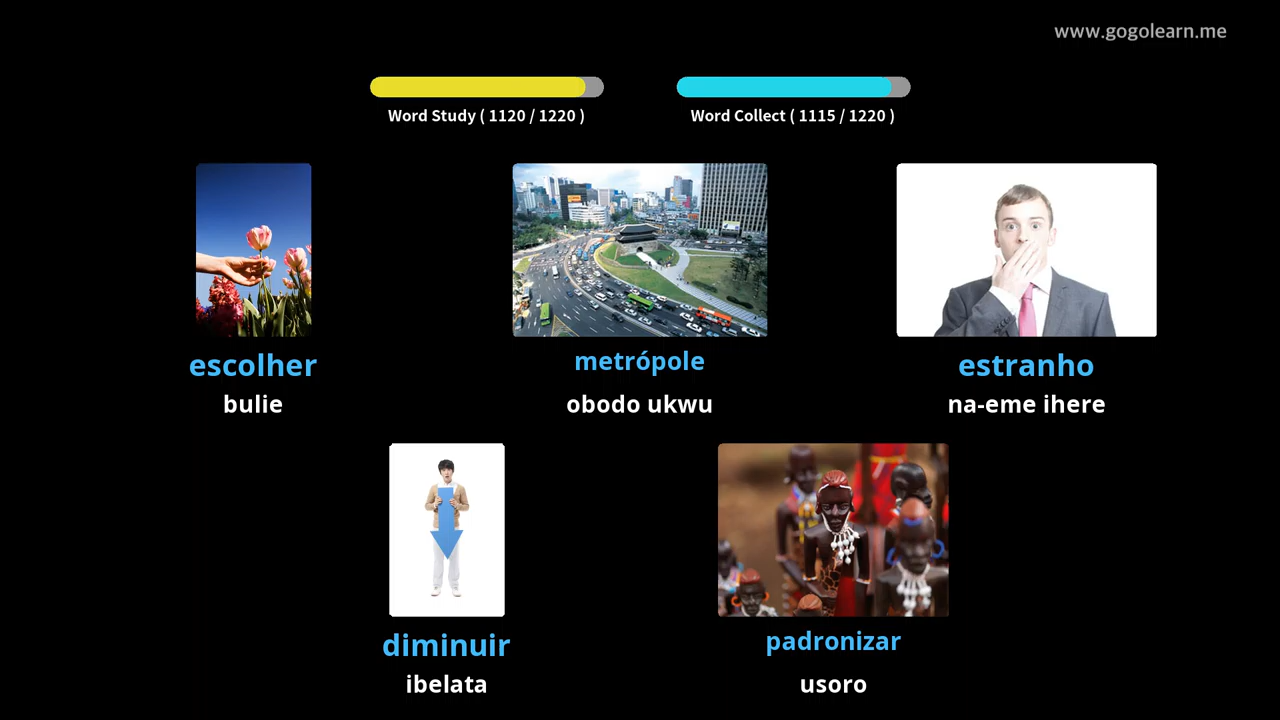 www.gogolearn.me
Word Study ( 1120 / 1220 )
Word Collect ( 1115 / 1220 )
escolher
bulie
metrópole
obodo ukwu
estranho
na-eme ihere
diminuir
ibelata
padronizar
usoro